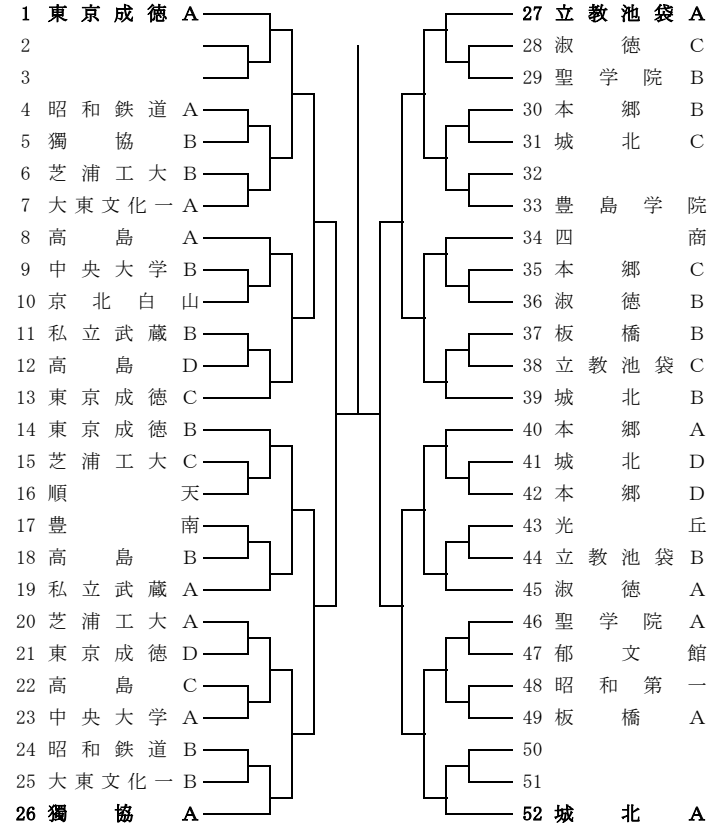 1 東京成徳 A
2
3
4 昭和鉄道 A
5 獨協 B
6 芝浦工大 B
7 大東文化一 A
8 高島 A
9 中央大学 B
10 京北白山
11 私立武蔵 B
12 高島 D
13 東京成徳 C
14 東京成徳 B
15 芝浦工大 C
16 順天
17 豊南
18 高島 B
19 私立武蔵 A
20 芝浦工大 A
21 東京成徳 D
22 高島 C
23 中央大学 A
24 昭和鉄道 B
25 大東文化一 B
26 獨協 A
27 立教池袋 A
28 淑徳 C
29 聖学院 B
30 本郷 B
31 城北 C
32
33 豊島学院
34 四商
35 本郷 C
36 淑徳 B
37 板橋 B
38 立教池袋 C
39 城北 B
40 本郷 A
41 城北 D
42 本郷 D
43 光丘
44 立教池袋 B
45 淑徳 A
46 聖学院 A
47 郁文館
48 昭和第一
49 板橋 A
50
51
52 城北 A